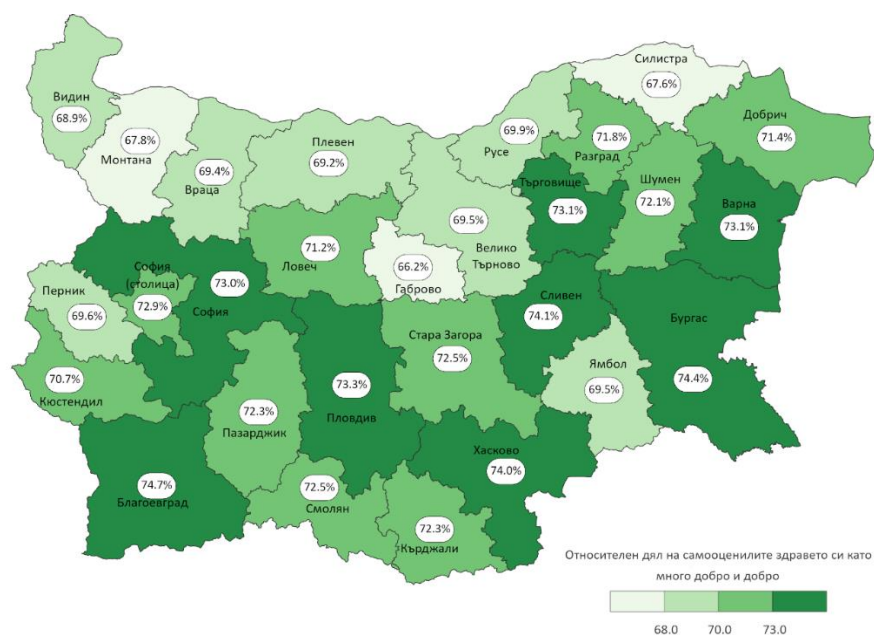 Силистра
67.6%
Видин
68.9%
Добрич
71.4%
Русе
69.9%
Разград
71.8%
Монтана
67.8%
Плевен
69.2%
Враца
69.4%
Шумен
72.1%
Търговище
73.1%
Варна
73.1%
Велико
Търново
69.5%
Ловеч
71.2%
Габрово
66.2%
София
(столица)
72.9%
София
73.0%
Перник
69.6%
Сливен
74.1%
Бургас
74.4%
Стара Загора
72.5%
Ямбол
69.5%
Кюстендил
70.7%
Пазарджик
72.3%
Пловдив
73.3%
Хасково
74.0%
Благоевград
74.7%
Смолян
72.5%
Кърджали
72.3%
Относителен дял на самооценилите здравето си като
много добро и добро
68.0 70.0 73.0